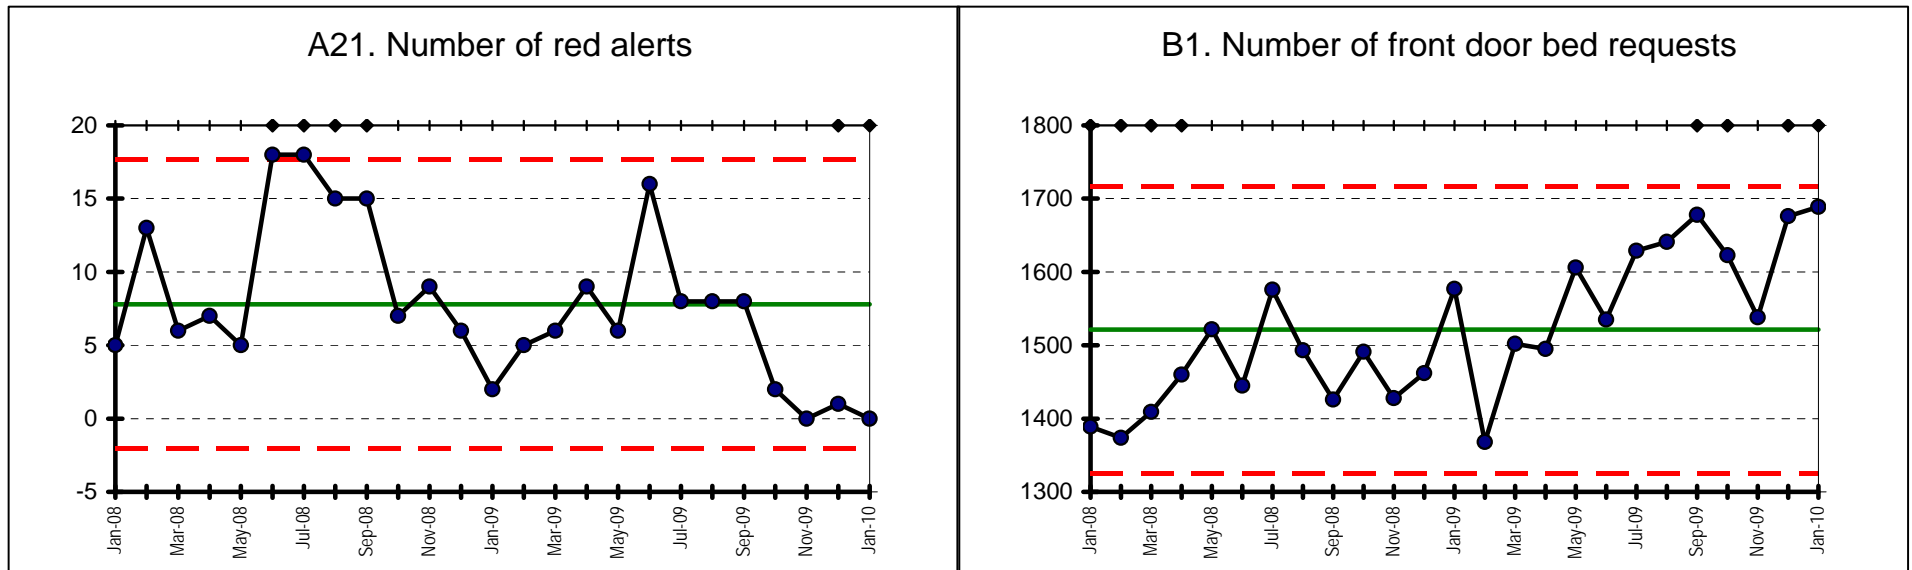 A21. Number of red alerts
20
15
10
5
0
-5
Jan-08
Mar-08
May-08
Jul-08
Sep-08
Nov-08
Jan-09
Mar-09
May-09
Jul-09
Sep-09
Nov-09
Jan-10
B1. Number of front door bed requests
1800
1700
1600
1500
1400
1300
Jan-08
Mar-08
May-08
Jul-08
Sep-08
Nov-08
Jan-09
Mar-09
May-09
Jul-09
Sep-09
Nov-09
Jan-10